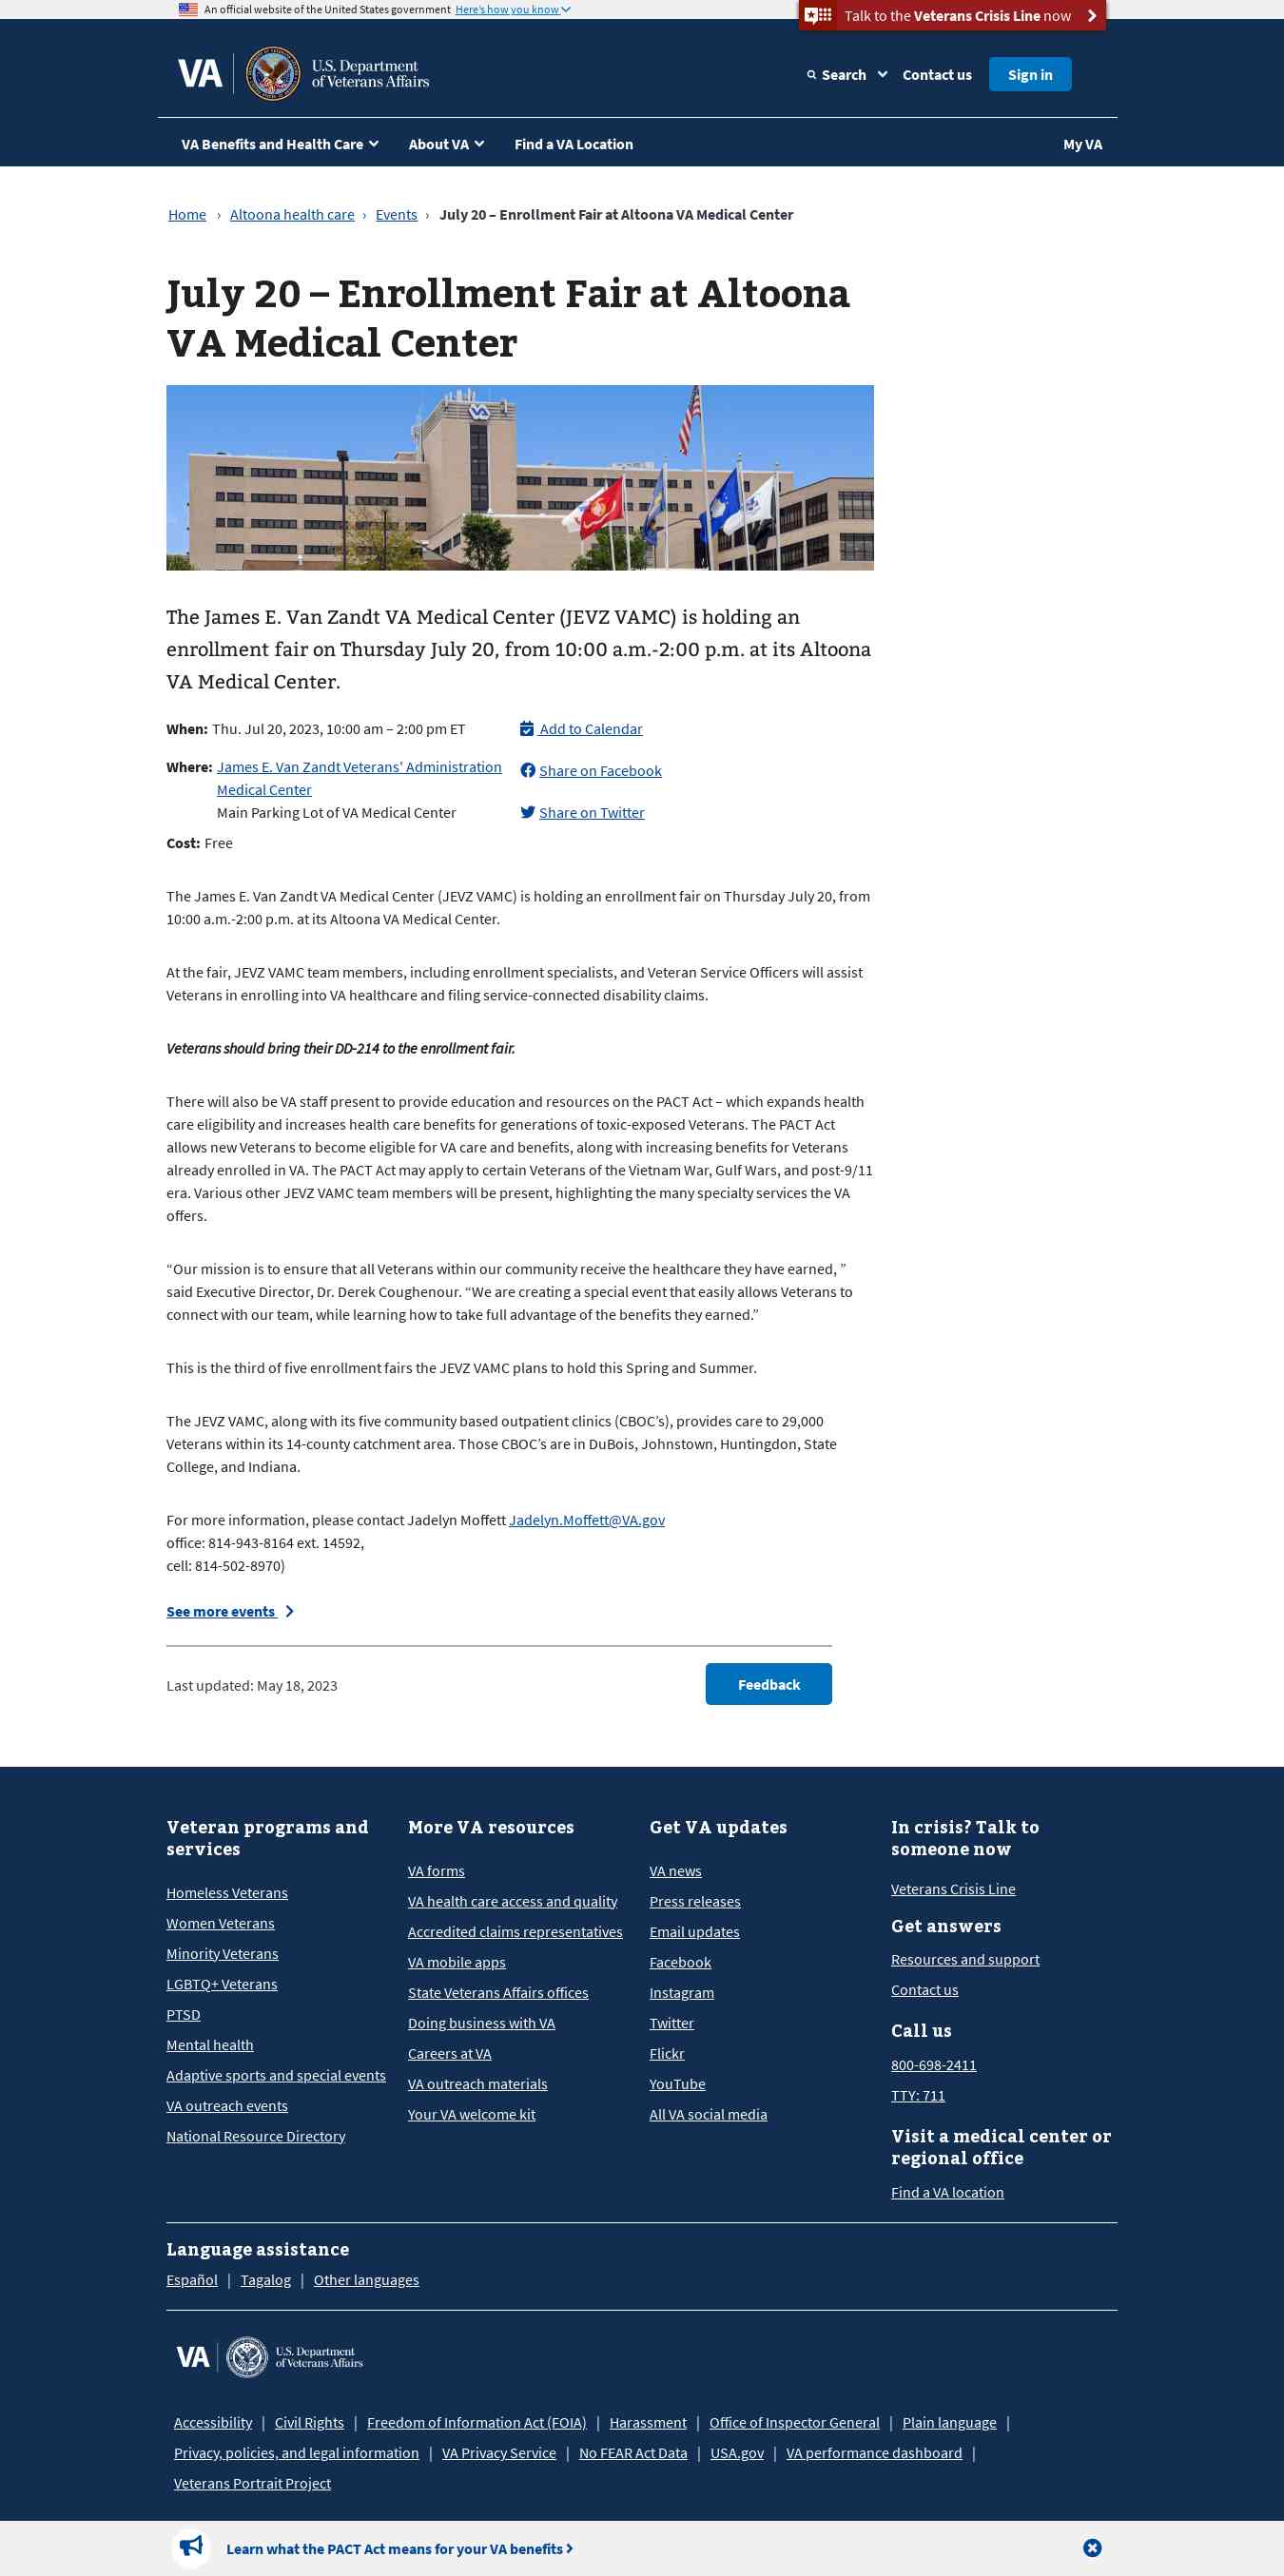 An official website of the United States government Here's how you know
Talk to the Veterans Crisis Line now
VA
U.S. Department
of Veterans Affairs
Search
Contact us
Sign in
VA Benefits and Health Care
About VA
Find a VA Location
My VA
Home › Altoona health care › Events › July 20 – Enrollment Fair at Altoona VA Medical Center
July 20 – Enrollment Fair at Altoona
VA Medical Center
VA
The James E. Van Zandt VA Medical Center (JEVZ VAMC) is holding an
enrollment fair on Thursday July 20, from 10:00 a.m.-2:00 p.m. at its Altoona
VA Medical Center.
When: Thu. Jul 20, 2023, 10:00 am – 2:00 pm ET
Where: James E. Van Zandt Veterans' Administration
Medical Center
Main Parking Lot of VA Medical Center
Cost: Free
Add to Calendar
Share on Facebook
Share on Twitter
The James E. Van Zandt VA Medical Center (JEVZ VAMC) is holding an enrollment fair on Thursday July 20, from
10:00 a.m.-2:00 p.m. at its Altoona VA Medical Center.
At the fair, JEVZ VAMC team members, including enrollment specialists, and Veteran Service Officers will assist
Veterans in enrolling into VA healthcare and filing service-connected disability claims.
Veterans should bring their DD-214 to the enrollment fair.
There will also be VA staff present to provide education and resources on the PACT Act – which expands health
care eligibility and increases health care benefits for generations of toxic-exposed Veterans. The PACT Act
allows new Veterans to become eligible for VA care and benefits, along with increasing benefits for Veterans
already enrolled in VA. The PACT Act may apply to certain Veterans of the Vietnam War, Gulf Wars, and post-9/11
era. Various other JEVZ VAMC team members will be present, highlighting the many specialty services the VA
offers.
“Our mission is to ensure that all Veterans within our community receive the healthcare they have earned, ”
said Executive Director, Dr. Derek Coughenour. “We are creating a special event that easily allows Veterans to
connect with our team, while learning how to take full advantage of the benefits they earned.”
This is the third of five enrollment fairs the JEVZ VAMC plans to hold this Spring and Summer.
The JEVZ VAMC, along with its five community based outpatient clinics (CBOC’s), provides care to 29,000
Veterans within its 14-county catchment area. Those CBOC’s are in DuBois, Johnstown, Huntingdon, State
College, and Indiana.
For more information, please contact Jadelyn Moffett Jadelyn.Moffett@VA.gov
office: 814-943-8164 ext. 14592,
cell: 814-502-8970)
See more events
Last updated: May 18, 2023
Feedback
Veteran programs and
services
Homeless Veterans
Women Veterans
Minority Veterans
LGBTQ+ Veterans
PTSD
Mental health
Adaptive sports and special events
VA outreach events
National Resource Directory
More VA resources
VA forms
VA health care access and quality
Accredited claims representatives
VA mobile apps
State Veterans Affairs offices
Doing business with VA
Careers at VA
VA outreach materials
Your VA welcome kit
Get VA updates
VA news
Press releases
Email updates
Facebook
Instagram
Twitter
Flickr
YouTube
All VA social media
In crisis? Talk to
someone now
Veterans Crisis Line
Get answers
Resources and support
Contact us
Call us
800-698-2411
TTY: 711
Visit a medical center or
regional office
Find a VA location
Language assistance
Español | Tagalog | Other languages
VA
U.S. Department
of Veterans Affairs
Accessibility | Civil Rights | Freedom of Information Act (FOIA) | Harassment | Office of Inspector General | Plain language |
Privacy, policies, and legal information | VA Privacy Service | No FEAR Act Data | USA.gov | VA performance dashboard |
Veterans Portrait Project
Learn what the PACT Act means for your VA benefits